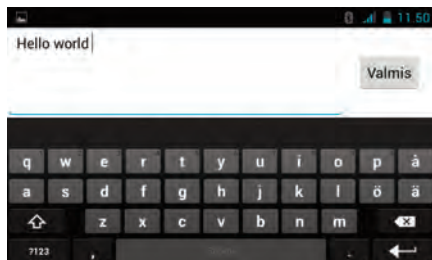 11.50
Hello world
Valmis
q w e r t y u i o p å
a s d f g h j k l ö ä
z x c v b n m
?123 , .